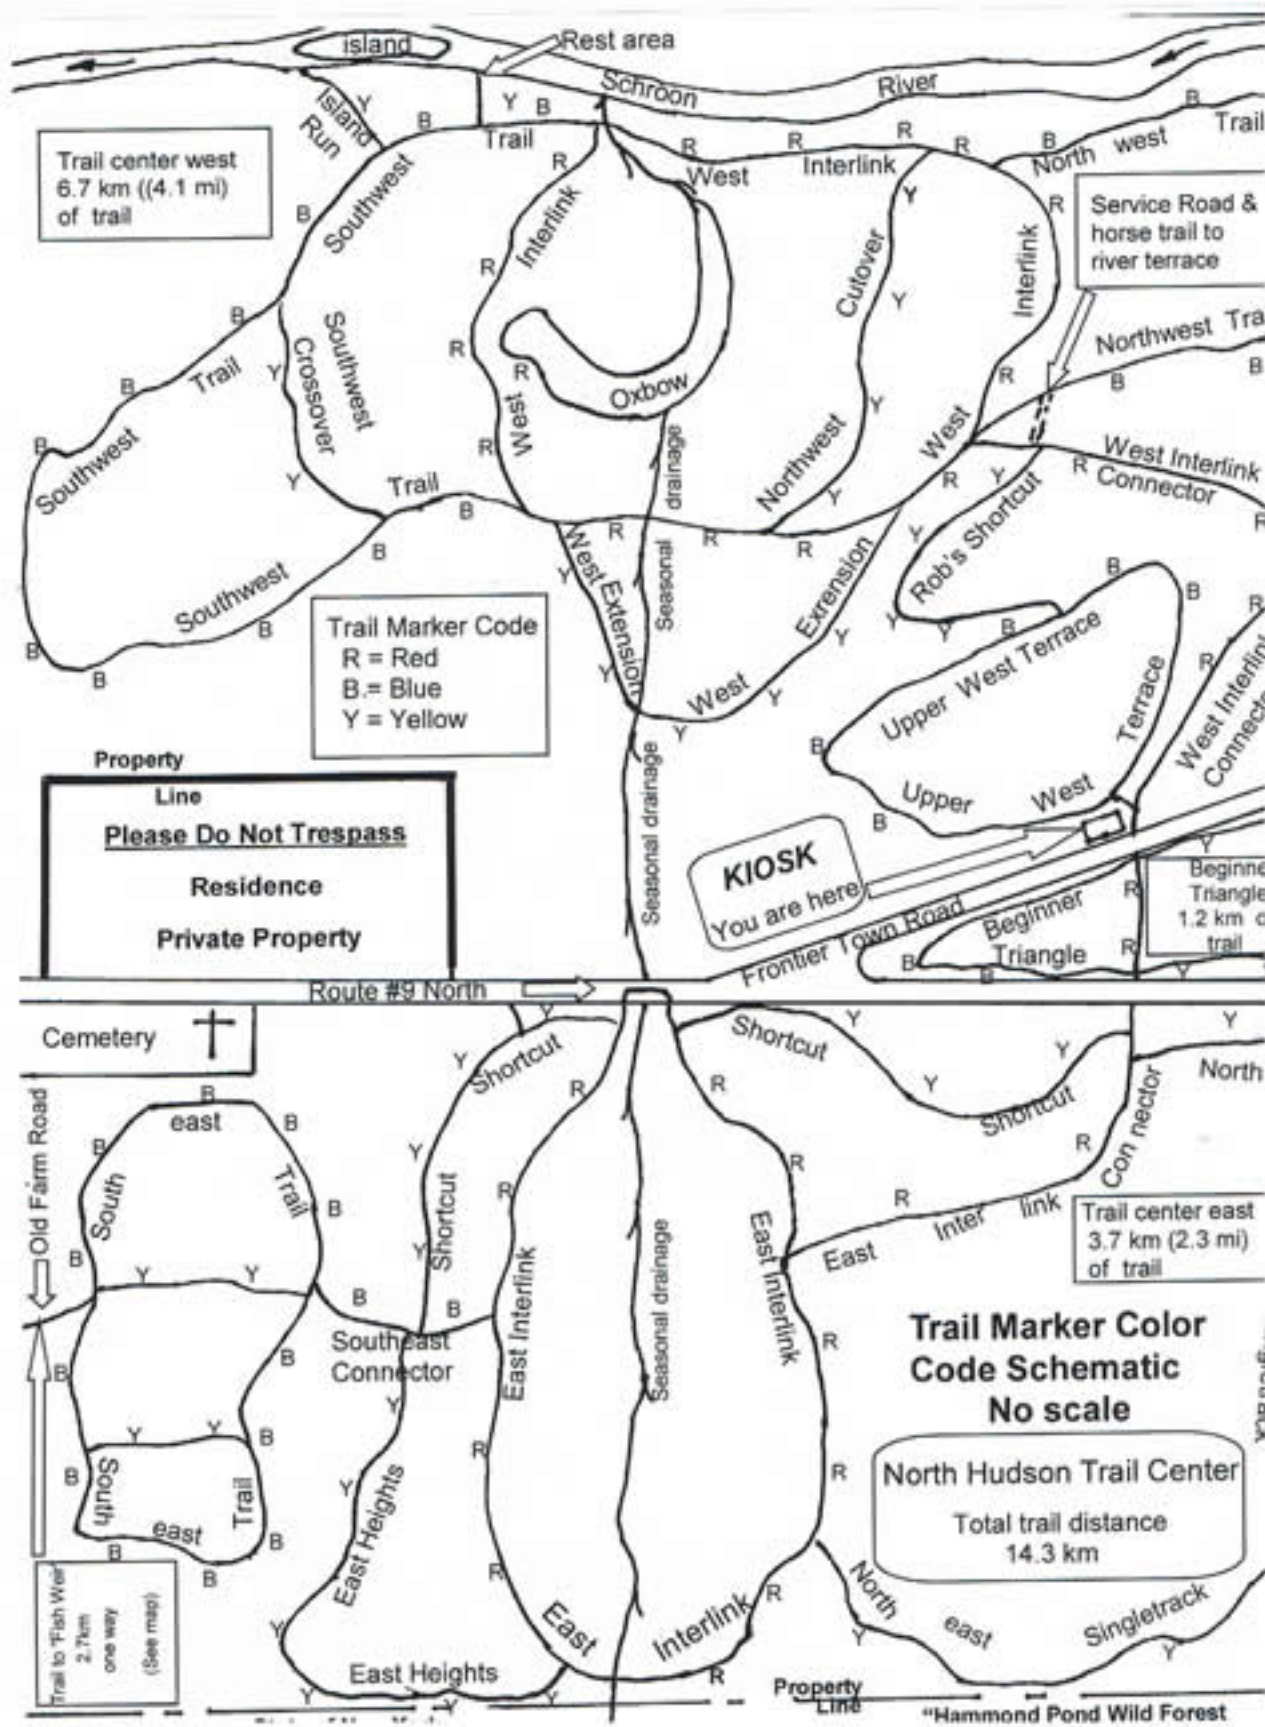 island
Rest area
Schroon
River
Island
Run
Y
Y
B
B
Trail
R
R
R
R
B
B
Trail
North west
West
Interlink
Trail center west
6.7 km ((4.1 mi)
of trail
Service Road &
horse trail to
river terrace
B
Southwest
R
Interlink
R
Y
Cutover
Y
Interlink
R
B
Trail
B
Southwest
Crossover
Y
Southwest
R
R
West
Oxbow
R
Y
Northwest
R
West
Northwest Tra
B
B
B
Southwest
Y
Trail
B
R
drainage
Y
R
Y
R
West Interlink
Connector
R
B
Southwest
B
B
B
West Extension
Y
Y
R
Seasonal
R
R
Exrension
Y
Y
Rob's Shortcut
Y
Y
B
B
B
R
Trail Marker Code
R = Red
B.= Blue
Y = Yellow
West
Y
Y
Upper West Terrace
Terrace
R
West Interlin
Connecto
B
Upper West
B
Property
Line
Please Do Not Trespass
Residence
Private Property
Seasonal drainage
KIOSK
You are here
Frontier Town Road
Beginner
Triangle
B
B
R
R
Y
Y
Beginne
Triangle
1.2 km o
trail
Route #9 North
Cemetery
Y
Shortcut
Y
R
Shortcut
Y
Y
Y
Shortcut
Y
North
R
Old Farm Road
B
east
B
B
South
Trail
B
B
Y
Y
Y
Shortcut
Y
R
East Interlink
Seasonal drainage
R
East Interlink
R
East Inter link
R
Con nector
Trail center east
3.7 km (2.3 mi)
of trail
B
B
Southeast
Connector
B
B
Y
Y
B
B
South
east
Trail
B
B
B
Y
Y
East Heights
R
R
R
R
Trail Marker Color
Code Schematic
No scale
North Hudson Trail Center
Total trail distance
14.3 km
Trail to "Fish Weir"
2.7km
one way
(See map)
Y
East Heights
Y
Y
Y
East
Interlink
R
R
North
east
Singletrack
Y
Y
Property
Line
"Hammond Pond Wild Forest